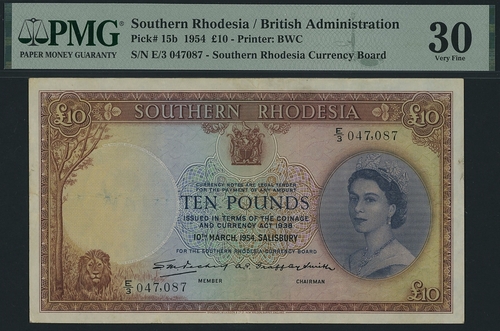 PMG
PAPER MONEY GUARANTY
Southern Rhodesia / British Administration
Pick# 15b 1954 £10 - Printer: BWC
S/N E/3 047087 - Southern Rhodesia Currency Board
30
Very Fine
£10
SOUTHERN RHODESIA
£10
E/3 047,087
CURRENCY NOTES ARE LEGAL TENDER
FOR THE PAYMENT OF ANY AMOUNT
TEN POUNDS
ISSUED IN TERMS OF THE COINAGE
AND CURRENCY ACT 1938
10TH MARCH, 1954, SALISBURY
FOR THE SOUTHERN RHODESIA CURRENCY BOARD
E/3 047,087
MEMBER
CHAIRMAN
£10